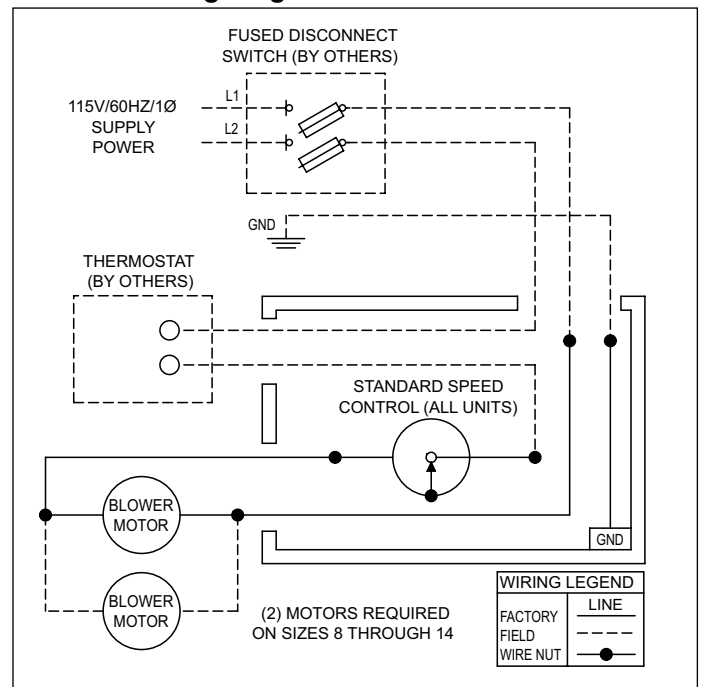 FUSED DISCONNECT
SWITCH (BY OTHERS)
L1
115V/60HZ/1Ø
SUPPLY
POWER
L2
GND
THERMOSTAT
(BY OTHERS)
STANDARD SPEED
CONTROL (ALL UNITS)
BLOWER
MOTOR
GND
BLOWER
MOTOR
(2) MOTORS REQUIRED
ON SIZES 8 THROUGH 14
WIRING LEGEND
LINE
FACTORY
FIELD
WIRE NUT